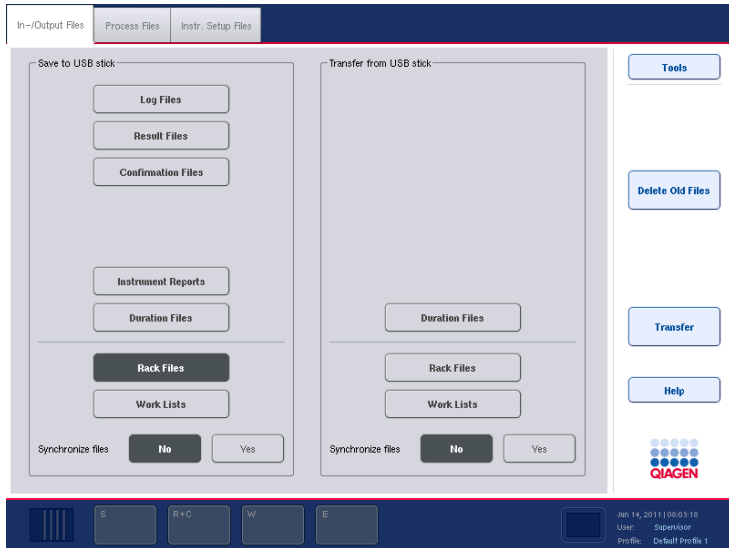 In-/Output Files
Process Files
Instr. Setup Files
Save to USB stick
Log Files
Result Files
Confirmation Files
Instrument Reports
Duration Files
Rack Files
Work Lists
Synchronize files No Yes
Transfer from USB stick
Duration Files
Rack Files
Work Lists
Synchronize files No Yes
Tools
Delete Old Files
Transfer
Help
QIAGEN
S
R+C
W
E
Jun 14, 2011 | 08:03:18
User: Supervisor
Profile: Default Profile 1